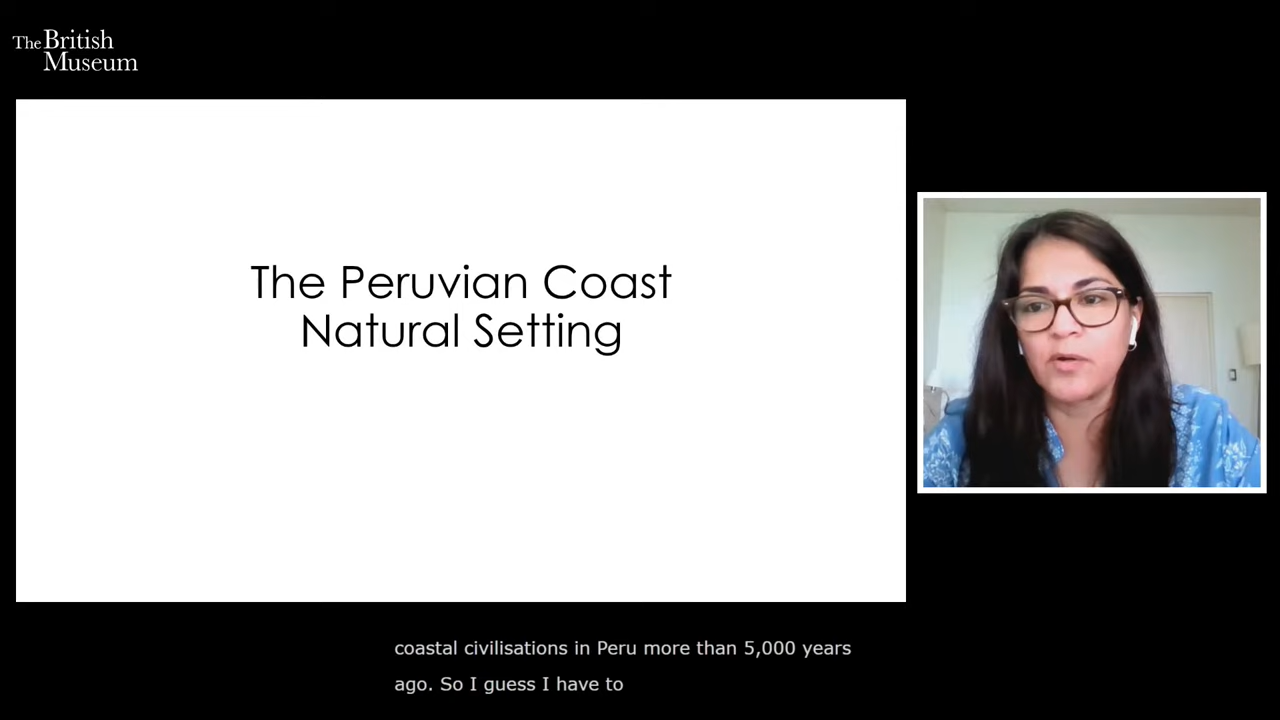 The British
Museum
The Peruvian Coast
Natural Setting
coastal civilisations in Peru more than 5,000 years
ago. So I guess I have to